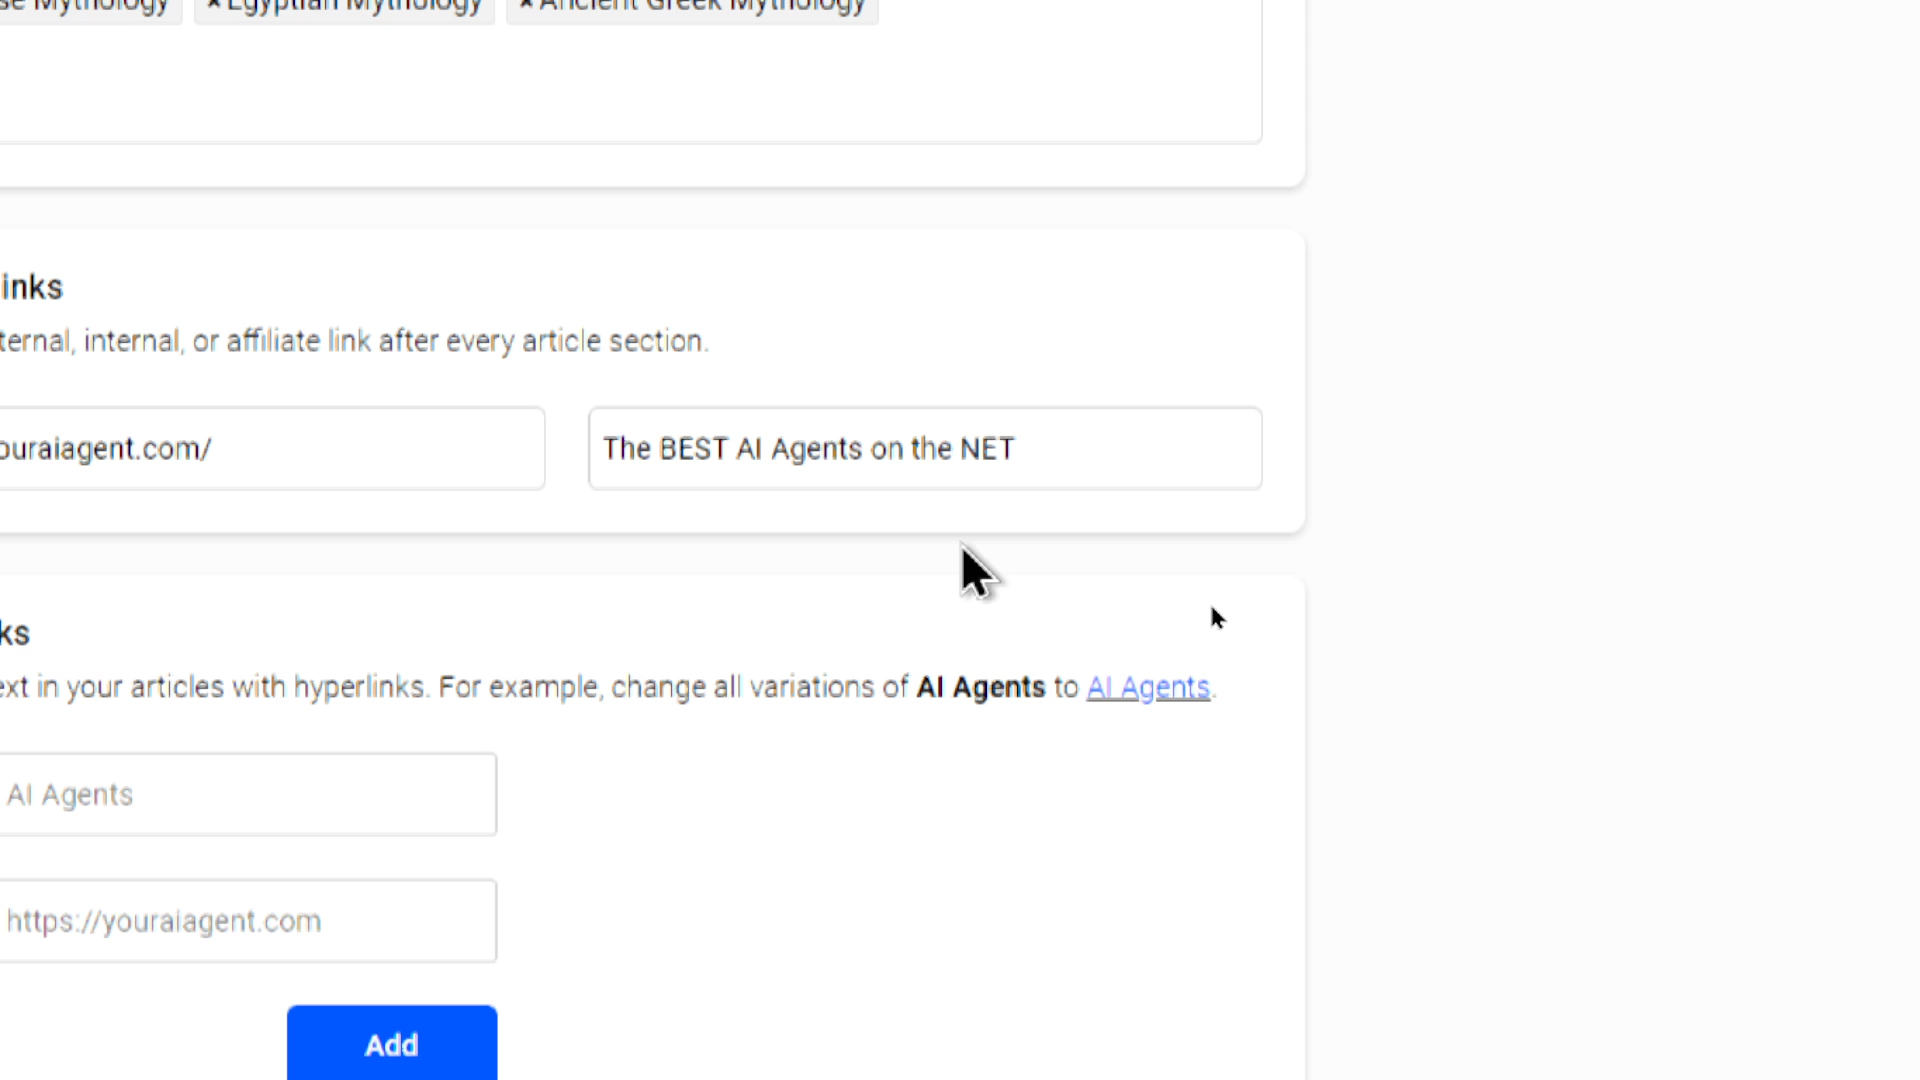 Mythology ×Egyptian Mythology ×Ancient Greek Mythology
inks
ternal, internal, or affiliate link after every article section.
ouraiagent.com/ The BEST AI Agents on the NET
ks
ext in your articles with hyperlinks. For example, change all variations of AI Agents to AI Agents.
AI Agents
https://youraiagent.com
Add